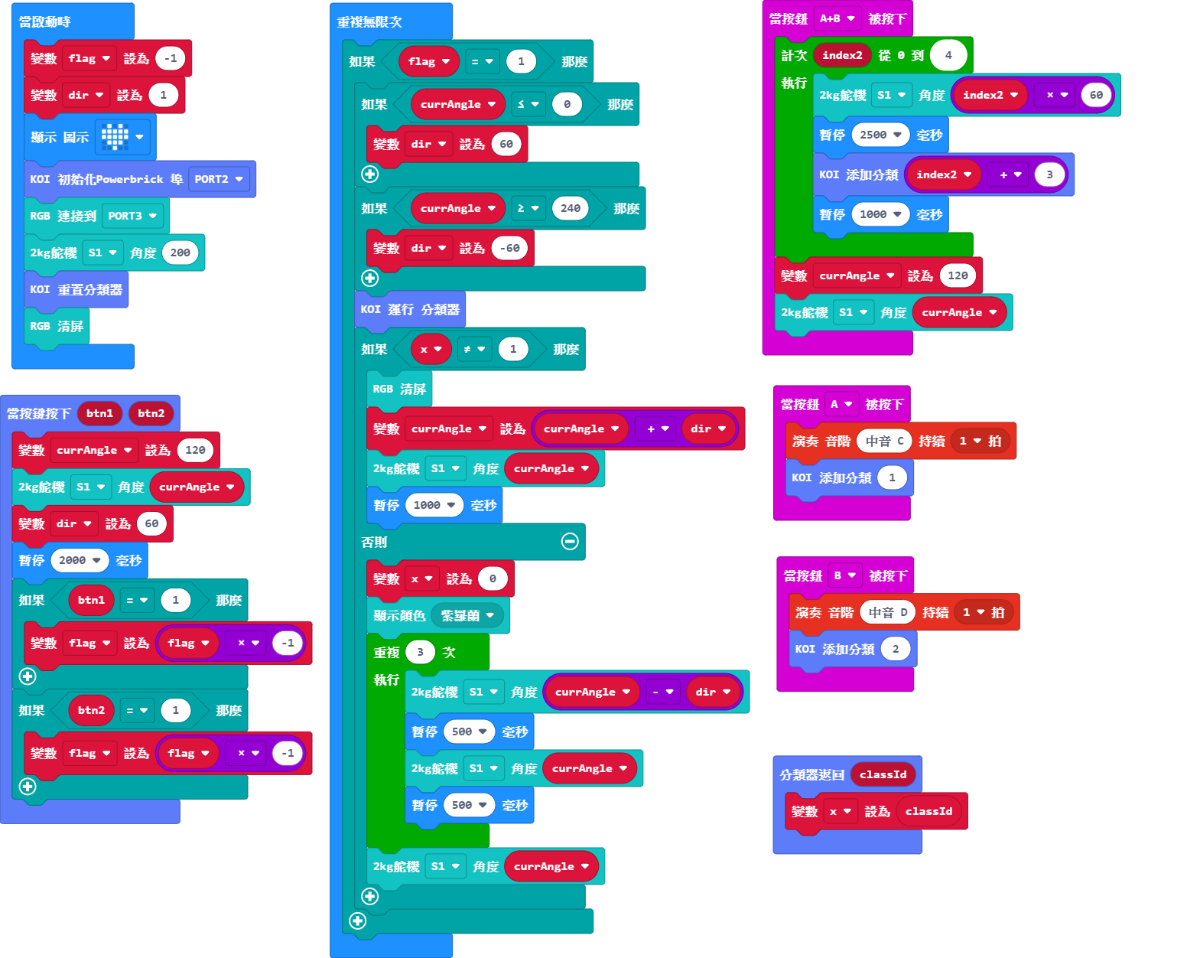 當啟動時
變數 flag 設為 -1
變數 dir 設為 1
顯示 圖示
KOI 初始化Powerbrick 埠 PORT2
RGB 連接到 PORT3
2kg舵機 S1 角度 200
KOI 重置分類器
RGB 清屏
當按鍵按下 btn1 btn2
變數 currAngle 設為 120
2kg舵機 S1 角度 currAngle
變數 dir 設為 60
暫停 2000 毫秒
如果 btn1 = 1 那麼
變數 flag 設為 flag × -1
如果 btn2 = 1 那麼
變數 flag 設為 flag × -1
重複無限次
如果 flag = 1 那麼
如果 currAngle ≤ 0 那麼
變數 dir 設為 60
如果 currAngle ≥ 240 那麼
變數 dir 設為 -60
KOI 運行 分類器
如果 x ≠ 1 那麼
RGB 清屏
變數 currAngle 設為 currAngle + dir
2kg舵機 S1 角度 currAngle
暫停 1000 毫秒
否則
變數 x 設為 0
顯示顏色 紫羅蘭
重複 3 次
執行
2kg舵機 S1 角度 currAngle - dir
暫停 500 毫秒
2kg舵機 S1 角度 currAngle
暫停 500 毫秒
2kg舵機 S1 角度 currAngle
當按鈕 A+B 被按下
計次 index2 從 0 到 4
執行
2kg舵機 S1 角度 index2 × 60
暫停 2500 毫秒
KOI 添加分類 index2 + 3
暫停 1000 毫秒
變數 currAngle 設為 120
2kg舵機 S1 角度 currAngle
當按鈕 A 被按下
演奏 音階 中音 C 持續 1 拍
KOI 添加分類 1
當按鈕 B 被按下
演奏 音階 中音 D 持續 1 拍
KOI 添加分類 2
分類器返回 classId
變數 x 設為 classId